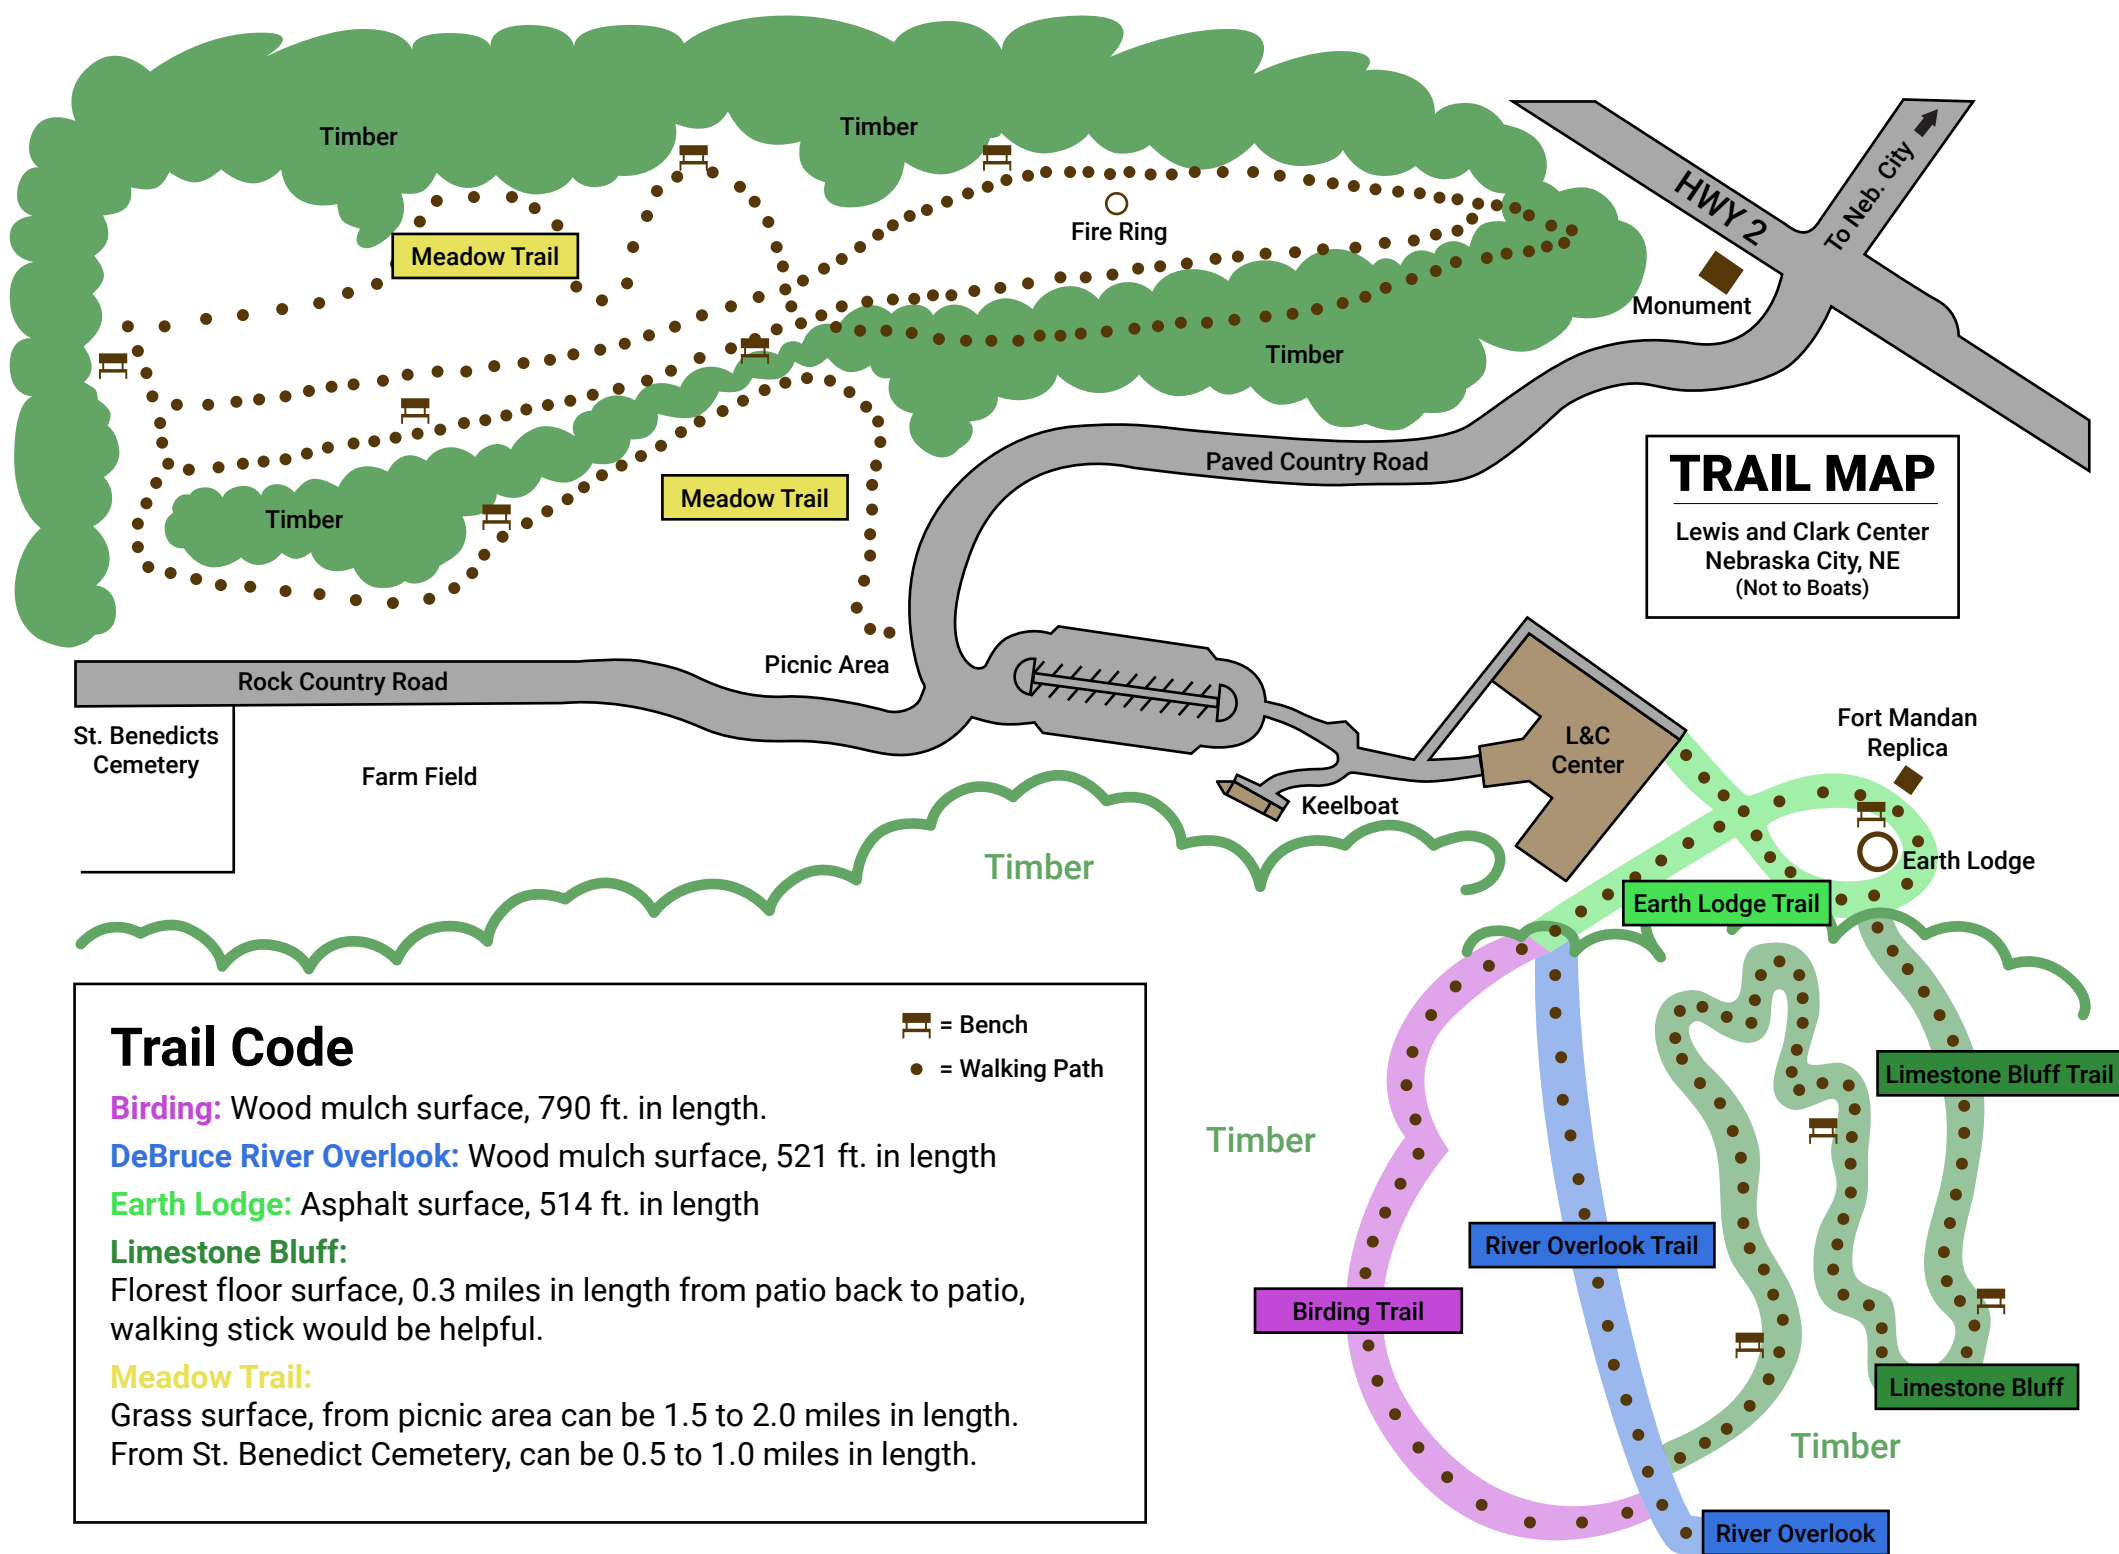 Timber
Timber
Meadow Trail
Fire Ring
HWY 2
To Neb. City
Monument
Timber
Paved Country Road
Meadow Trail
Timber
TRAIL MAP
Lewis and Clark Center
Nebraska City, NE
(Not to Boats)
Picnic Area
Rock Country Road
St. Benedicts
Cemetery
Farm Field
L&C
Center
Fort Mandan
Replica
Keelboat
Earth Lodge
Timber
Earth Lodge Trail
Trail Code
= Bench
= Walking Path
Birding: Wood mulch surface, 790 ft. in length.
DeBruce River Overlook: Wood mulch surface, 521 ft. in length
Earth Lodge: Asphalt surface, 514 ft. in length
Limestone Bluff:
Florest floor surface, 0.3 miles in length from patio back to patio,
walking stick would be helpful.
Meadow Trail:
Grass surface, from picnic area can be 1.5 to 2.0 miles in length.
From St. Benedict Cemetery, can be 0.5 to 1.0 miles in length.
Limestone Bluff Trail
Timber
River Overlook Trail
Birding Trail
Limestone Bluff
Timber
River Overlook